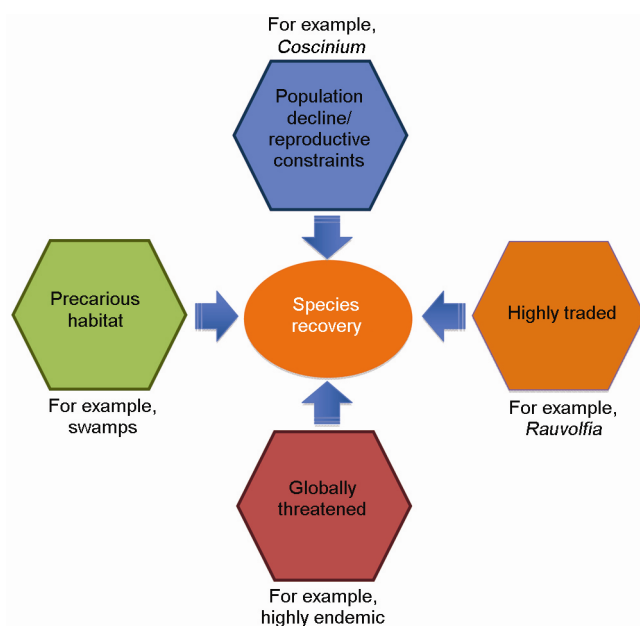 For example,
Coscinium
Population
decline/
reproductive
constraints
Precarious
habitat
For example,
swamps
Species
recovery
Highly traded
For example,
Rauvolfia
Globally
threatened
For example,
highly endemic